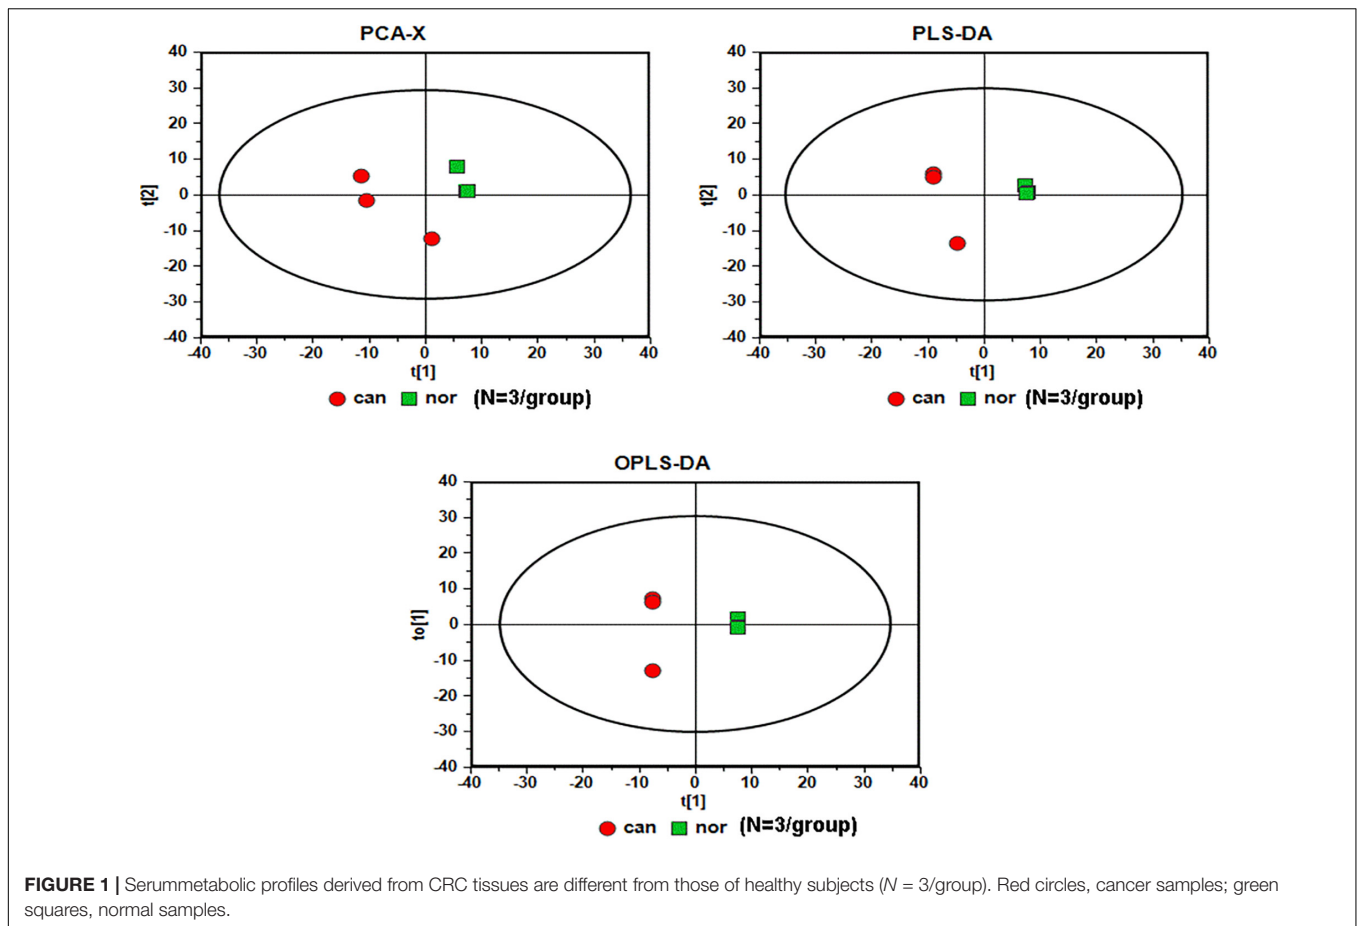 PCA-X
40
30
20
10
0
-10
-20
-30
-40
t[2]
-40 -30 -20 -10 0 10 20 30 40
t[1]
can nor (N=3/group)
PLS-DA
40
30
20
10
0
-10
-20
-30
-40
t[2]
-40 -30 -20 -10 0 10 20 30 40
t[1]
can nor (N=3/group)
OPLS-DA
40
30
20
10
0
-10
-20
-30
-40
to[1]
-40 -30 -20 -10 0 10 20 30 40
t[1]
can nor (N=3/group)
FIGURE 1 | Serummetabolic profiles derived from CRC tissues are different from those of healthy subjects (N = 3/group). Red circles, cancer samples; green
squares, normal samples.